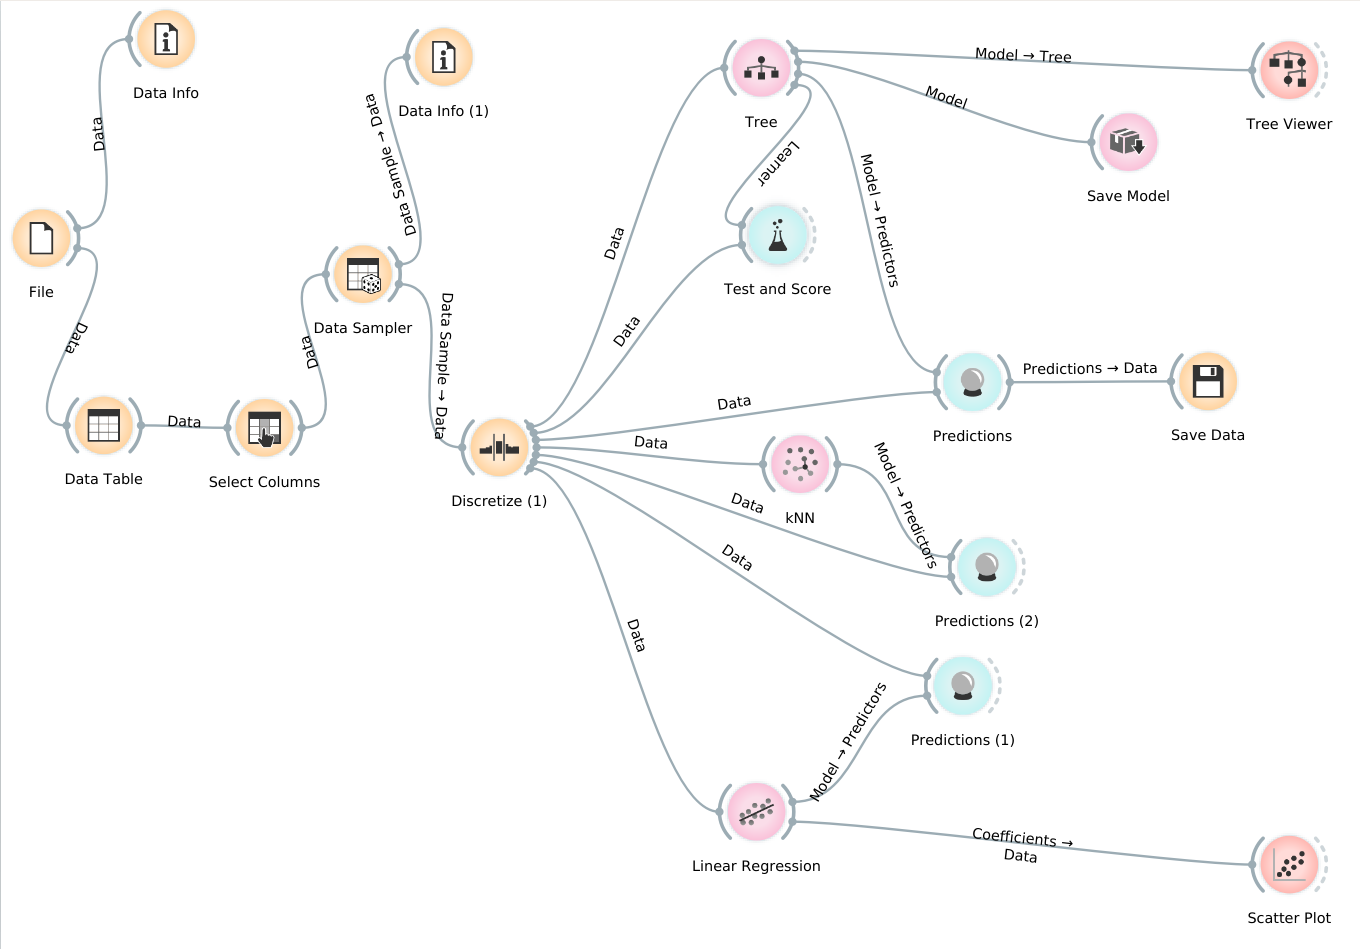 Data Info
Data Info (1)
Model → Tree
Tree
Tree Viewer
Model
Save Model
Data
Data Sample → Data
Learner
Model → Predictors
File
Data
Test and Score
Data
Data Sampler
Data
Data
Data Sample → Data
Predictions → Data
Data
Predictions
Save Data
Data Table
Data
Select Columns
Discretize (1)
Data
kNN
Model → Predictors
Data
Data
Predictions (2)
Data
Predictions (1)
Model → Predictors
Linear Regression
Coefficients →
Data
Scatter Plot